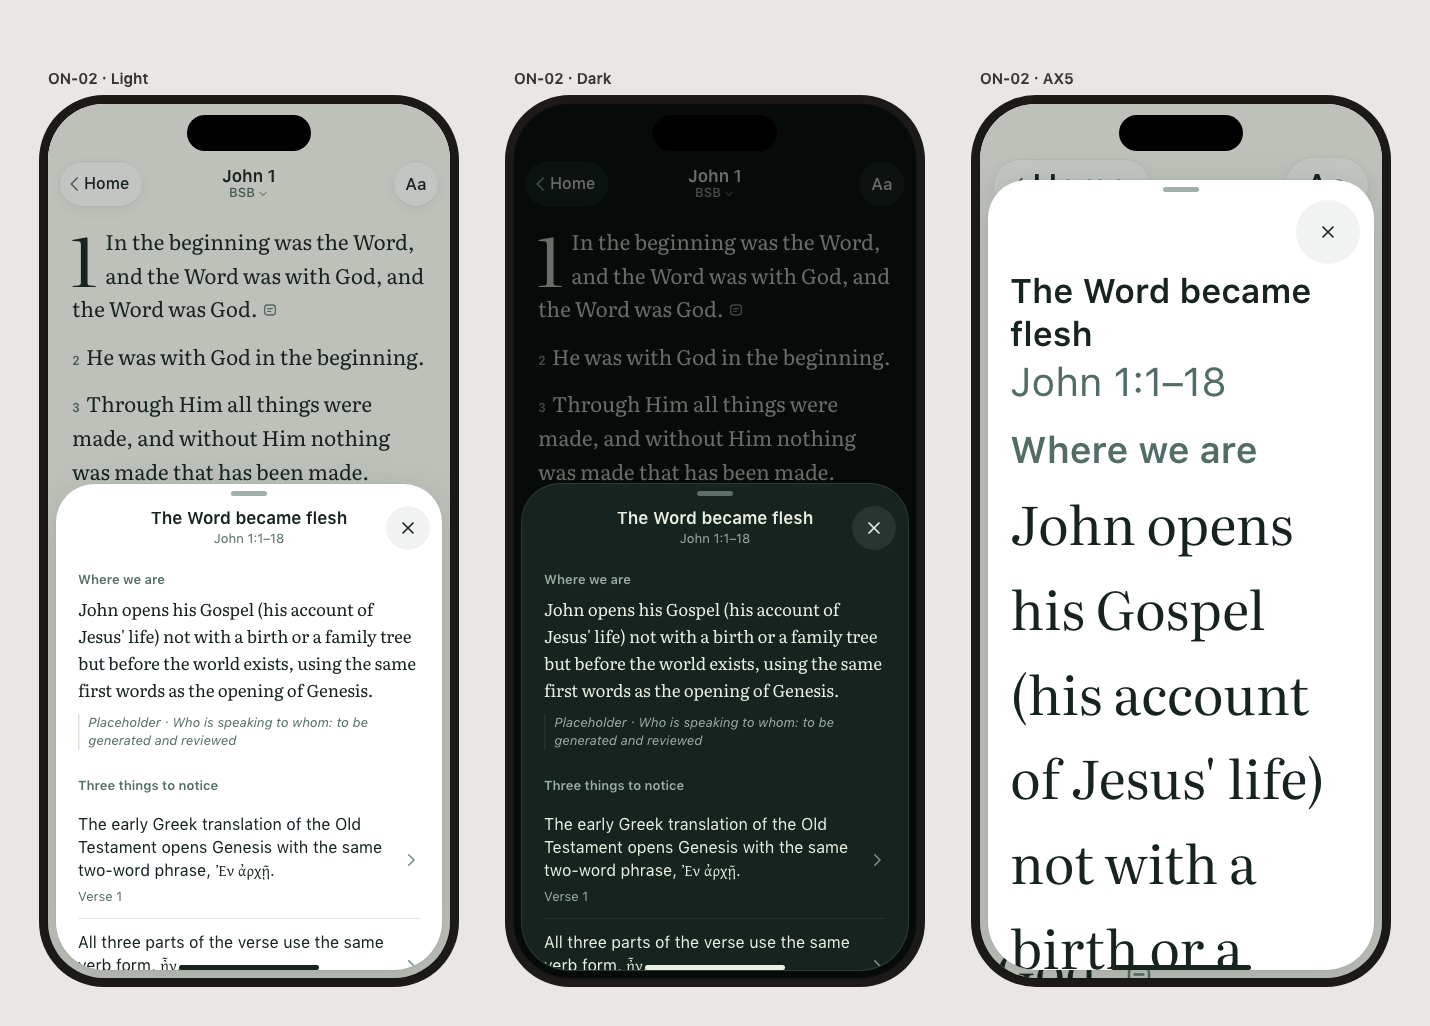 ON-02 · Light
Home
John 1
BSB
Aa
1 In the beginning was the Word,
and the Word was with God, and
the Word was God.
2 He was with God in the beginning.
3 Through Him all things were
made, and without Him nothing
was made that has been made.
The Word became flesh
John 1:1–18
Where we are
John opens his Gospel (his account of
Jesus' life) not with a birth or a family tree
but before the world exists, using the same
first words as the opening of Genesis.
Placeholder · Who is speaking to whom: to be
generated and reviewed
Three things to notice
The early Greek translation of the Old
Testament opens Genesis with the same
two-word phrase, Ἐν ἀρχῇ.
Verse 1
All three parts of the verse use the same
verb form, ἦν
ON-02 · Dark
Home
John 1
BSB
Aa
1 In the beginning was the Word,
and the Word was with God, and
the Word was God.
2 He was with God in the beginning.
3 Through Him all things were
made, and without Him nothing
was made that has been made.
The Word became flesh
John 1:1–18
Where we are
John opens his Gospel (his account of
Jesus' life) not with a birth or a family tree
but before the world exists, using the same
first words as the opening of Genesis.
Placeholder · Who is speaking to whom: to be
generated and reviewed
Three things to notice
The early Greek translation of the Old
Testament opens Genesis with the same
two-word phrase, Ἐν ἀρχῇ.
Verse 1
All three parts of the verse use the same
verb form, ἦν
ON-02 · AX5
The Word became
flesh
John 1:1–18
Where we are
John opens
his Gospel
(his account
of Jesus' life)
not with a
birth or a